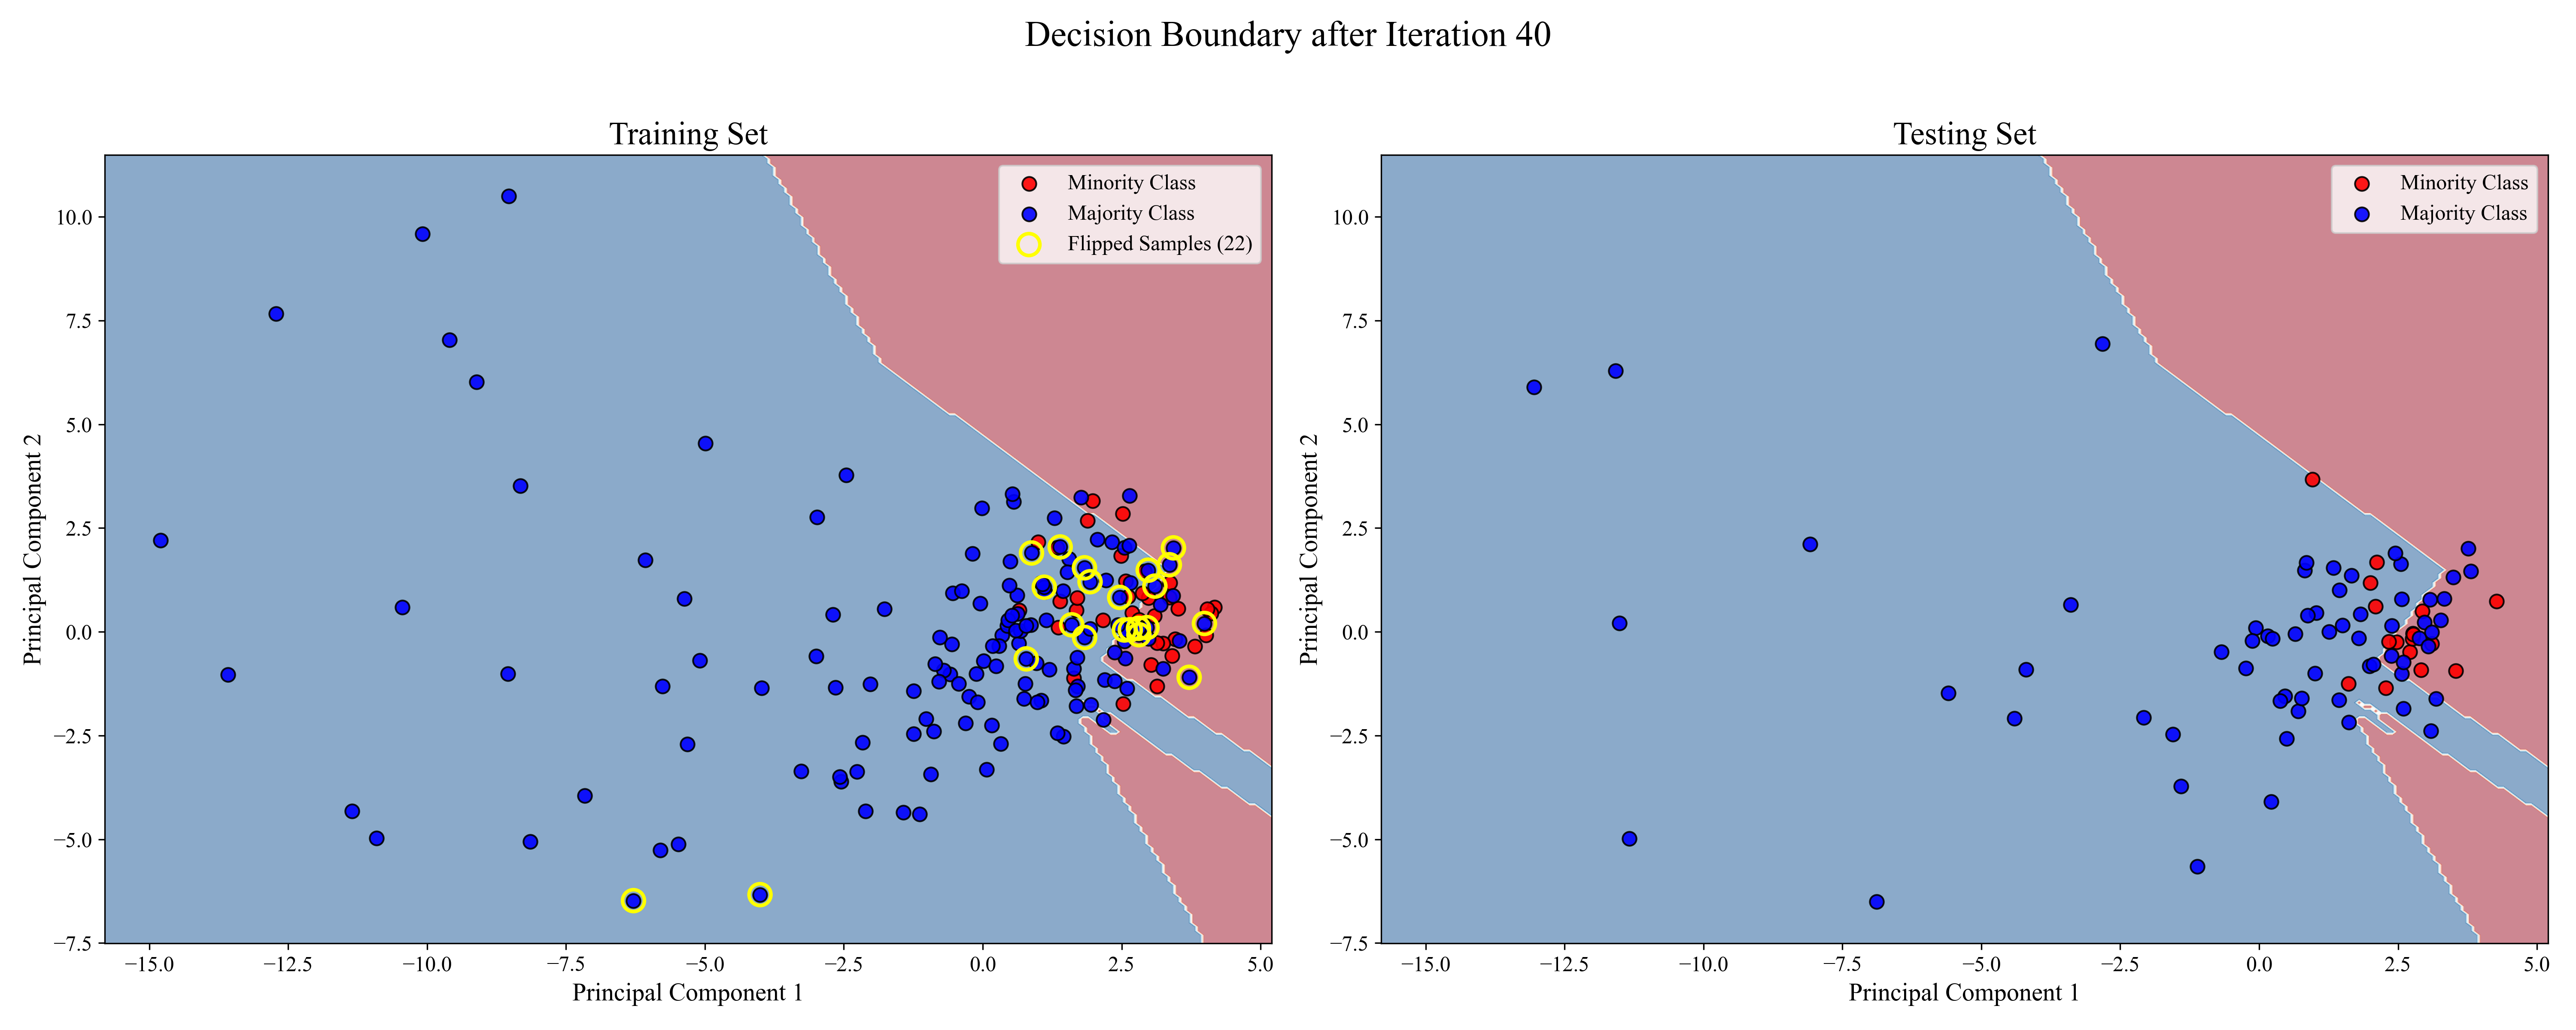 Decision Boundary after Iteration 40
Training Set
Minority Class
Majority Class
Flipped Samples (22)
10.0
7.5
5.0
2.5
0.0
−2.5
−5.0
−7.5
Principal Component 2
−15.0 −12.5 −10.0 −7.5 −5.0 −2.5 0.0 2.5 5.0
Principal Component 1
Testing Set
Minority Class
Majority Class
10.0
7.5
5.0
2.5
0.0
−2.5
−5.0
−7.5
Principal Component 2
−15.0 −12.5 −10.0 −7.5 −5.0 −2.5 0.0 2.5 5.0
Principal Component 1